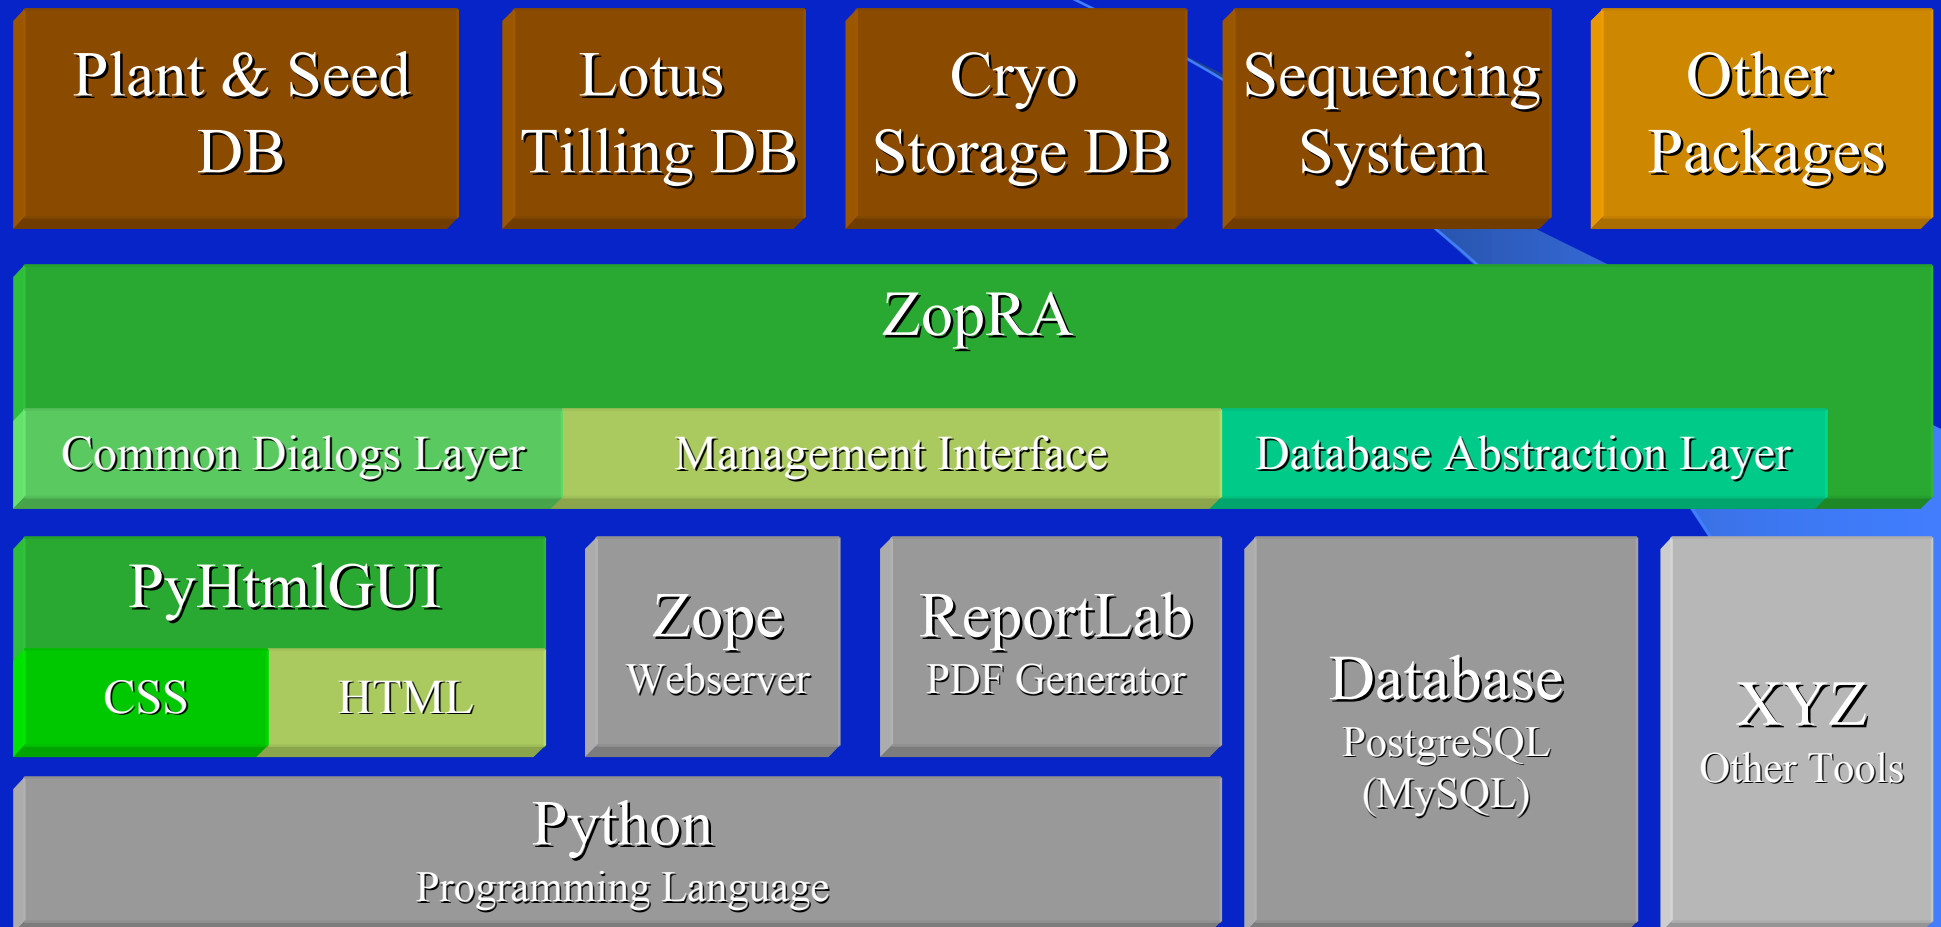 Plant & Seed
DB
Lotus
Tilling DB
Cryo
Storage DB
Sequencing
System
Other
Packages
ZopRA
Common Dialogs Layer
Management Interface
Database Abstraction Layer
PyHtmlGUI
CSS
HTML
Zope
Webserver
ReportLab
PDF Generator
Database
PostgreSQL
(MySQL)
XYZ
Other Tools
Python
Programming Language